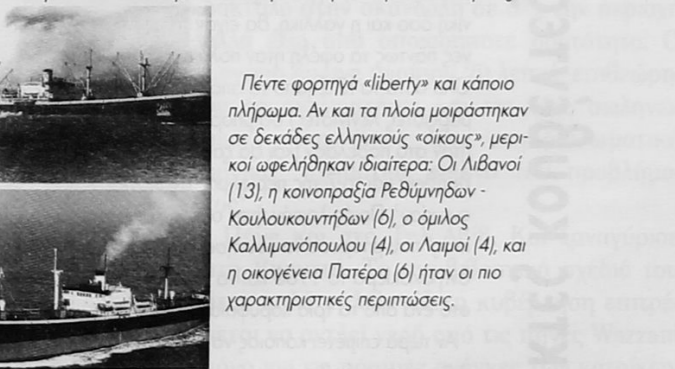 Πέντε φορτηγά «liberty» και κάποιο
πλήρωμα. Αν και τα πλοία μοιράστηκαν
σε δεκάδες ελληνικούς «οίκους», μερι-
κοί ωφελήθηκαν ιδιαίτερα: Οι Λιβανοί
(13), η κοινοπραξία Ρεθύμνηδων -
Κουλουκουντήδων (6), ο όμιλος
Καλλιμανόπουλου (4), οι Λαιμοί (4), και
η οικογένεια Πατέρα (6) ήταν οι πιο
χαρακτηριστικές περιπτώσεις.